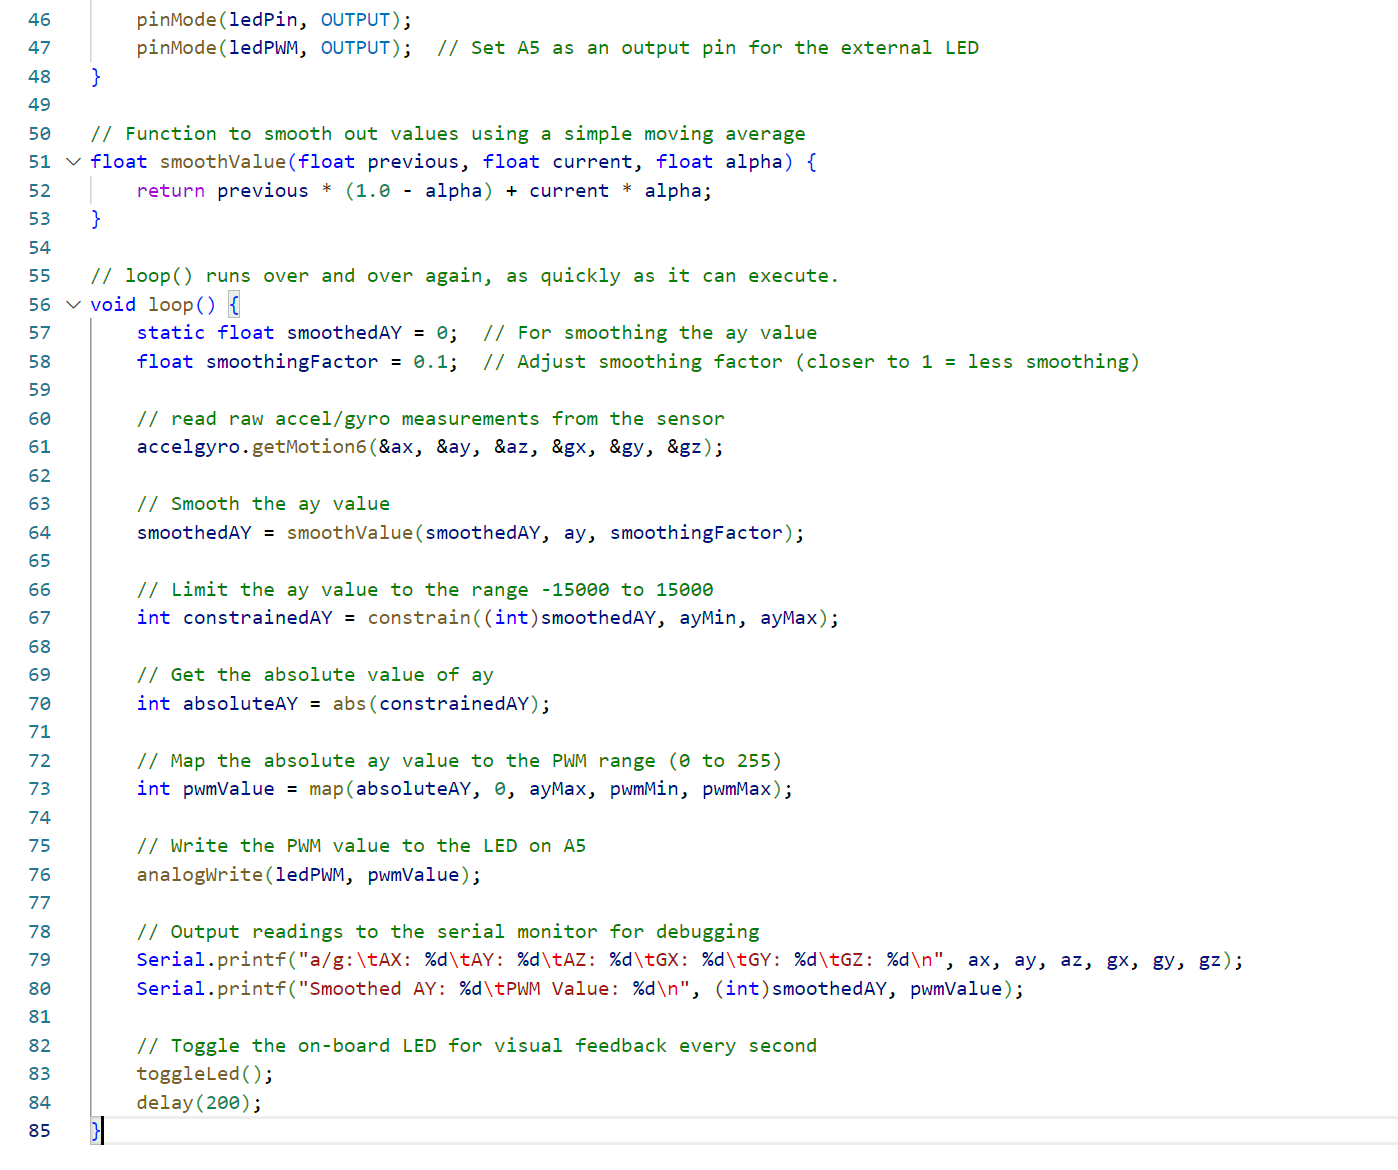 46 pinMode(ledPin, OUTPUT);
47 pinMode(ledPWM, OUTPUT);  // Set A5 as an output pin for the external LED
48 }
49
50 // Function to smooth out values using a simple moving average
51 float smoothValue(float previous, float current, float alpha) {
52 return previous * (1.0 - alpha) + current * alpha;
53 }
54
55 // loop() runs over and over again, as quickly as it can execute.
56 void loop() {
57 static float smoothedAY = 0;  // For smoothing the ay value
58 float smoothingFactor = 0.1;  // Adjust smoothing factor (closer to 1 = less smoothing)
59
60 // read raw accel/gyro measurements from the sensor
61 accelgyro.getMotion6(&ax, &ay, &az, &gx, &gy, &gz);
62
63 // Smooth the ay value
64 smoothedAY = smoothValue(smoothedAY, ay, smoothingFactor);
65
66 // Limit the ay value to the range -15000 to 15000
67 int constrainedAY = constrain((int)smoothedAY, ayMin, ayMax);
68
69 // Get the absolute value of ay
70 int absoluteAY = abs(constrainedAY);
71
72 // Map the absolute ay value to the PWM range (0 to 255)
73 int pwmValue = map(absoluteAY, 0, ayMax, pwmMin, pwmMax);
74
75 // Write the PWM value to the LED on A5
76 analogWrite(ledPWM, pwmValue);
77
78 // Output readings to the serial monitor for debugging
79 Serial.printf("a/g:\tAX: %d\tAY: %d\tAZ: %d\tGX: %d\tGY: %d\tGZ: %d\n", ax, ay, az, gx, gy, gz);
80 Serial.printf("Smoothed AY: %d\tPWM Value: %d\n", (int)smoothedAY, pwmValue);
81
82 // Toggle the on-board LED for visual feedback every second
83 toggleLed();
84 delay(200);
85 }